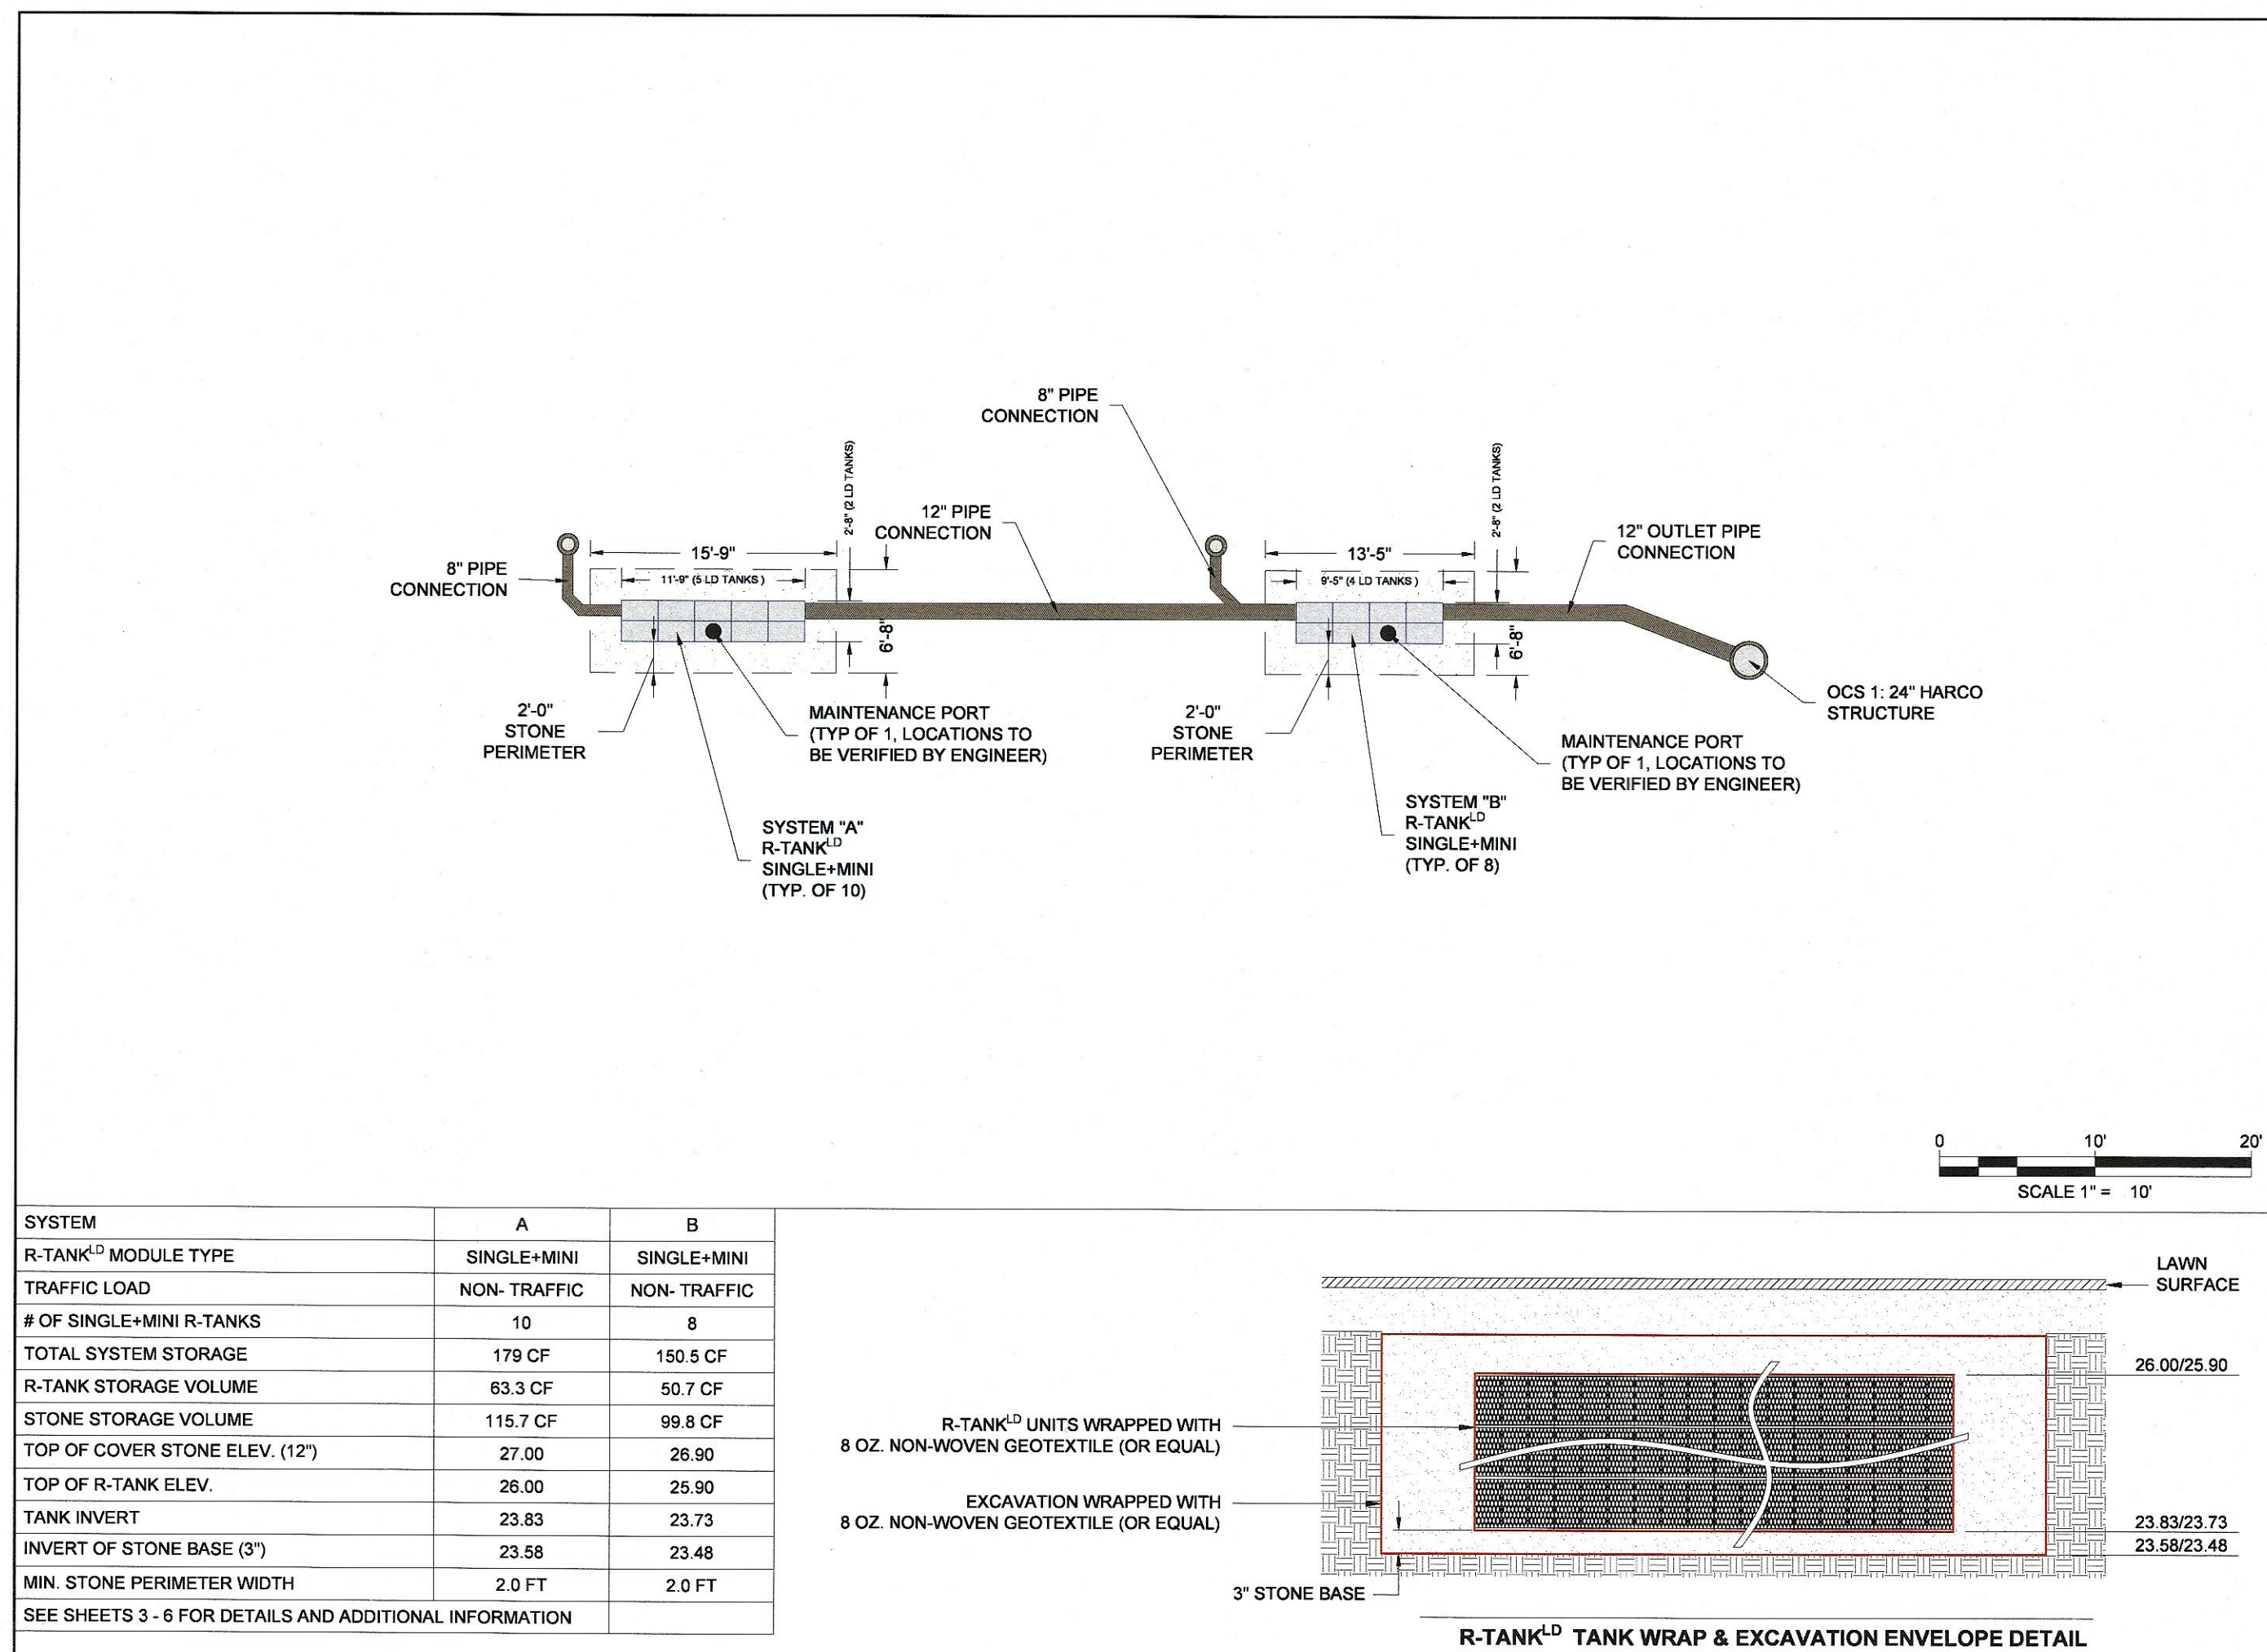 8" PIPE
CONNECTION
2'-8" (2 LD TANKS)
2'-8" (2 LD TANKS)
12" PIPE
CONNECTION
12" OUTLET PIPE
CONNECTION
15'-9"
13'-5"
8" PIPE
CONNECTION
11'-9" (5 LD TANKS )
9'-5" (4 LD TANKS )
6'-8"
6'-8"
2'-0"
STONE
PERIMETER
MAINTENANCE PORT
(TYP OF 1, LOCATIONS TO
BE VERIFIED BY ENGINEER)
2'-0"
STONE
PERIMETER
OCS 1: 24" HARCO
STRUCTURE
MAINTENANCE PORT
(TYP OF 1, LOCATIONS TO
BE VERIFIED BY ENGINEER)
SYSTEM "A"
R-TANKLD
SINGLE+MINI
(TYP. OF 10)
SYSTEM "B"
R-TANKLD
SINGLE+MINI
(TYP. OF 8)
0 10' 20'
SCALE 1" = 10'
SYSTEM A B
R-TANKLD MODULE TYPE SINGLE+MINI SINGLE+MINI
TRAFFIC LOAD NON- TRAFFIC NON- TRAFFIC
# OF SINGLE+MINI R-TANKS 10 8
TOTAL SYSTEM STORAGE 179 CF 150.5 CF
R-TANK STORAGE VOLUME 63.3 CF 50.7 CF
STONE STORAGE VOLUME 115.7 CF 99.8 CF
TOP OF COVER STONE ELEV. (12") 27.00 26.90
TOP OF R-TANK ELEV. 26.00 25.90
TANK INVERT 23.83 23.73
INVERT OF STONE BASE (3") 23.58 23.48
MIN. STONE PERIMETER WIDTH 2.0 FT 2.0 FT
SEE SHEETS 3 - 6 FOR DETAILS AND ADDITIONAL INFORMATION
LAWN
SURFACE
26.00/25.90
R-TANKLD UNITS WRAPPED WITH
8 OZ. NON-WOVEN GEOTEXTILE (OR EQUAL)
EXCAVATION WRAPPED WITH
8 OZ. NON-WOVEN GEOTEXTILE (OR EQUAL)
23.83/23.73
23.58/23.48
3" STONE BASE
R-TANKLD TANK WRAP & EXCAVATION ENVELOPE DETAIL